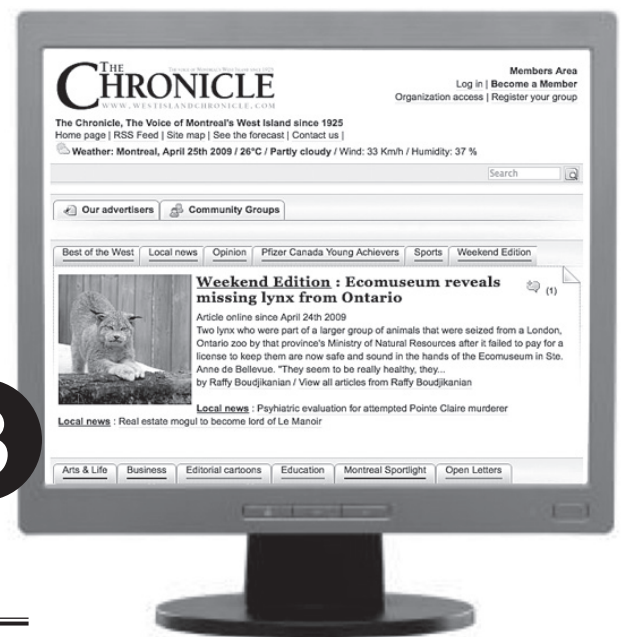 THE
CHRONICLE
WWW.WESTISLANDCHRONICLE.COM
Members Area
Log in | Become a Member
Organization access | Register your group
The Chronicle, The Voice of Montreal's West Island since 1925
Home page | RSS Feed | Site map | See the forecast | Contact us |
Weather: Montreal, April 25th 2009 / 26°C / Partly cloudy / Wind: 33 Km/h / Humidity: 37 %
Search
Our advertisers Community Groups
Best of the West Local news Opinion Pfizer Canada Young Achievers Sports Weekend Edition
Weekend Edition : Ecomuseum reveals
missing lynx from Ontario
(1)
Article online since April 24th 2009
Two lynx who were part of a larger group of animals that were seized from a London,
Ontario zoo by that province's Ministry of Natural Resources after it failed to pay for a
license to keep them are now safe and sound in the hands of the Ecomuseum in Ste.
Anne de Bellevue. "They seem to be really healthy, they...
by Raffy Boudjikanian / View all articles from Raffy Boudjikanian
Local news : Psyhiatric evaluation for attempted Pointe Claire murderer
Local news : Real estate mogul to become lord of Le Manoir
Arts & Life Business Editorial cartoons Education Montreal Sportlight Open Letters